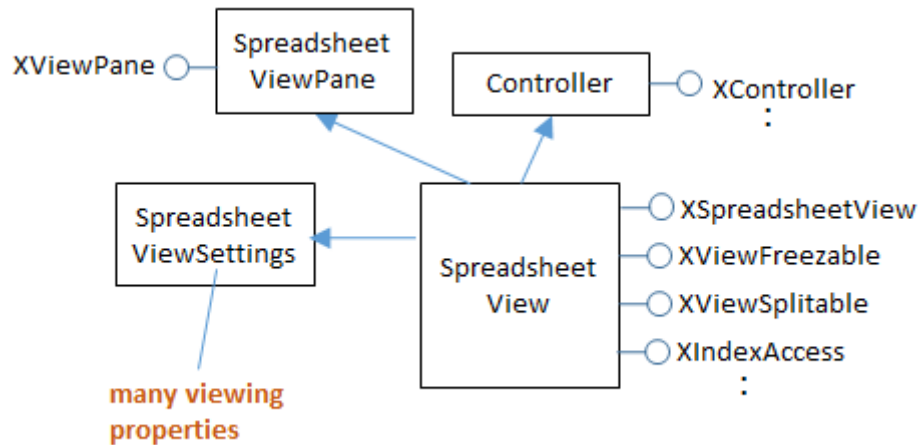 XViewPane
Spreadsheet
ViewPane
Controller
XController
:
Spreadsheet
ViewSettings
Spreadsheet
View
XSpreadsheetView
XViewFreezable
XViewSplitable
XIndexAccess
:
many viewing
properties